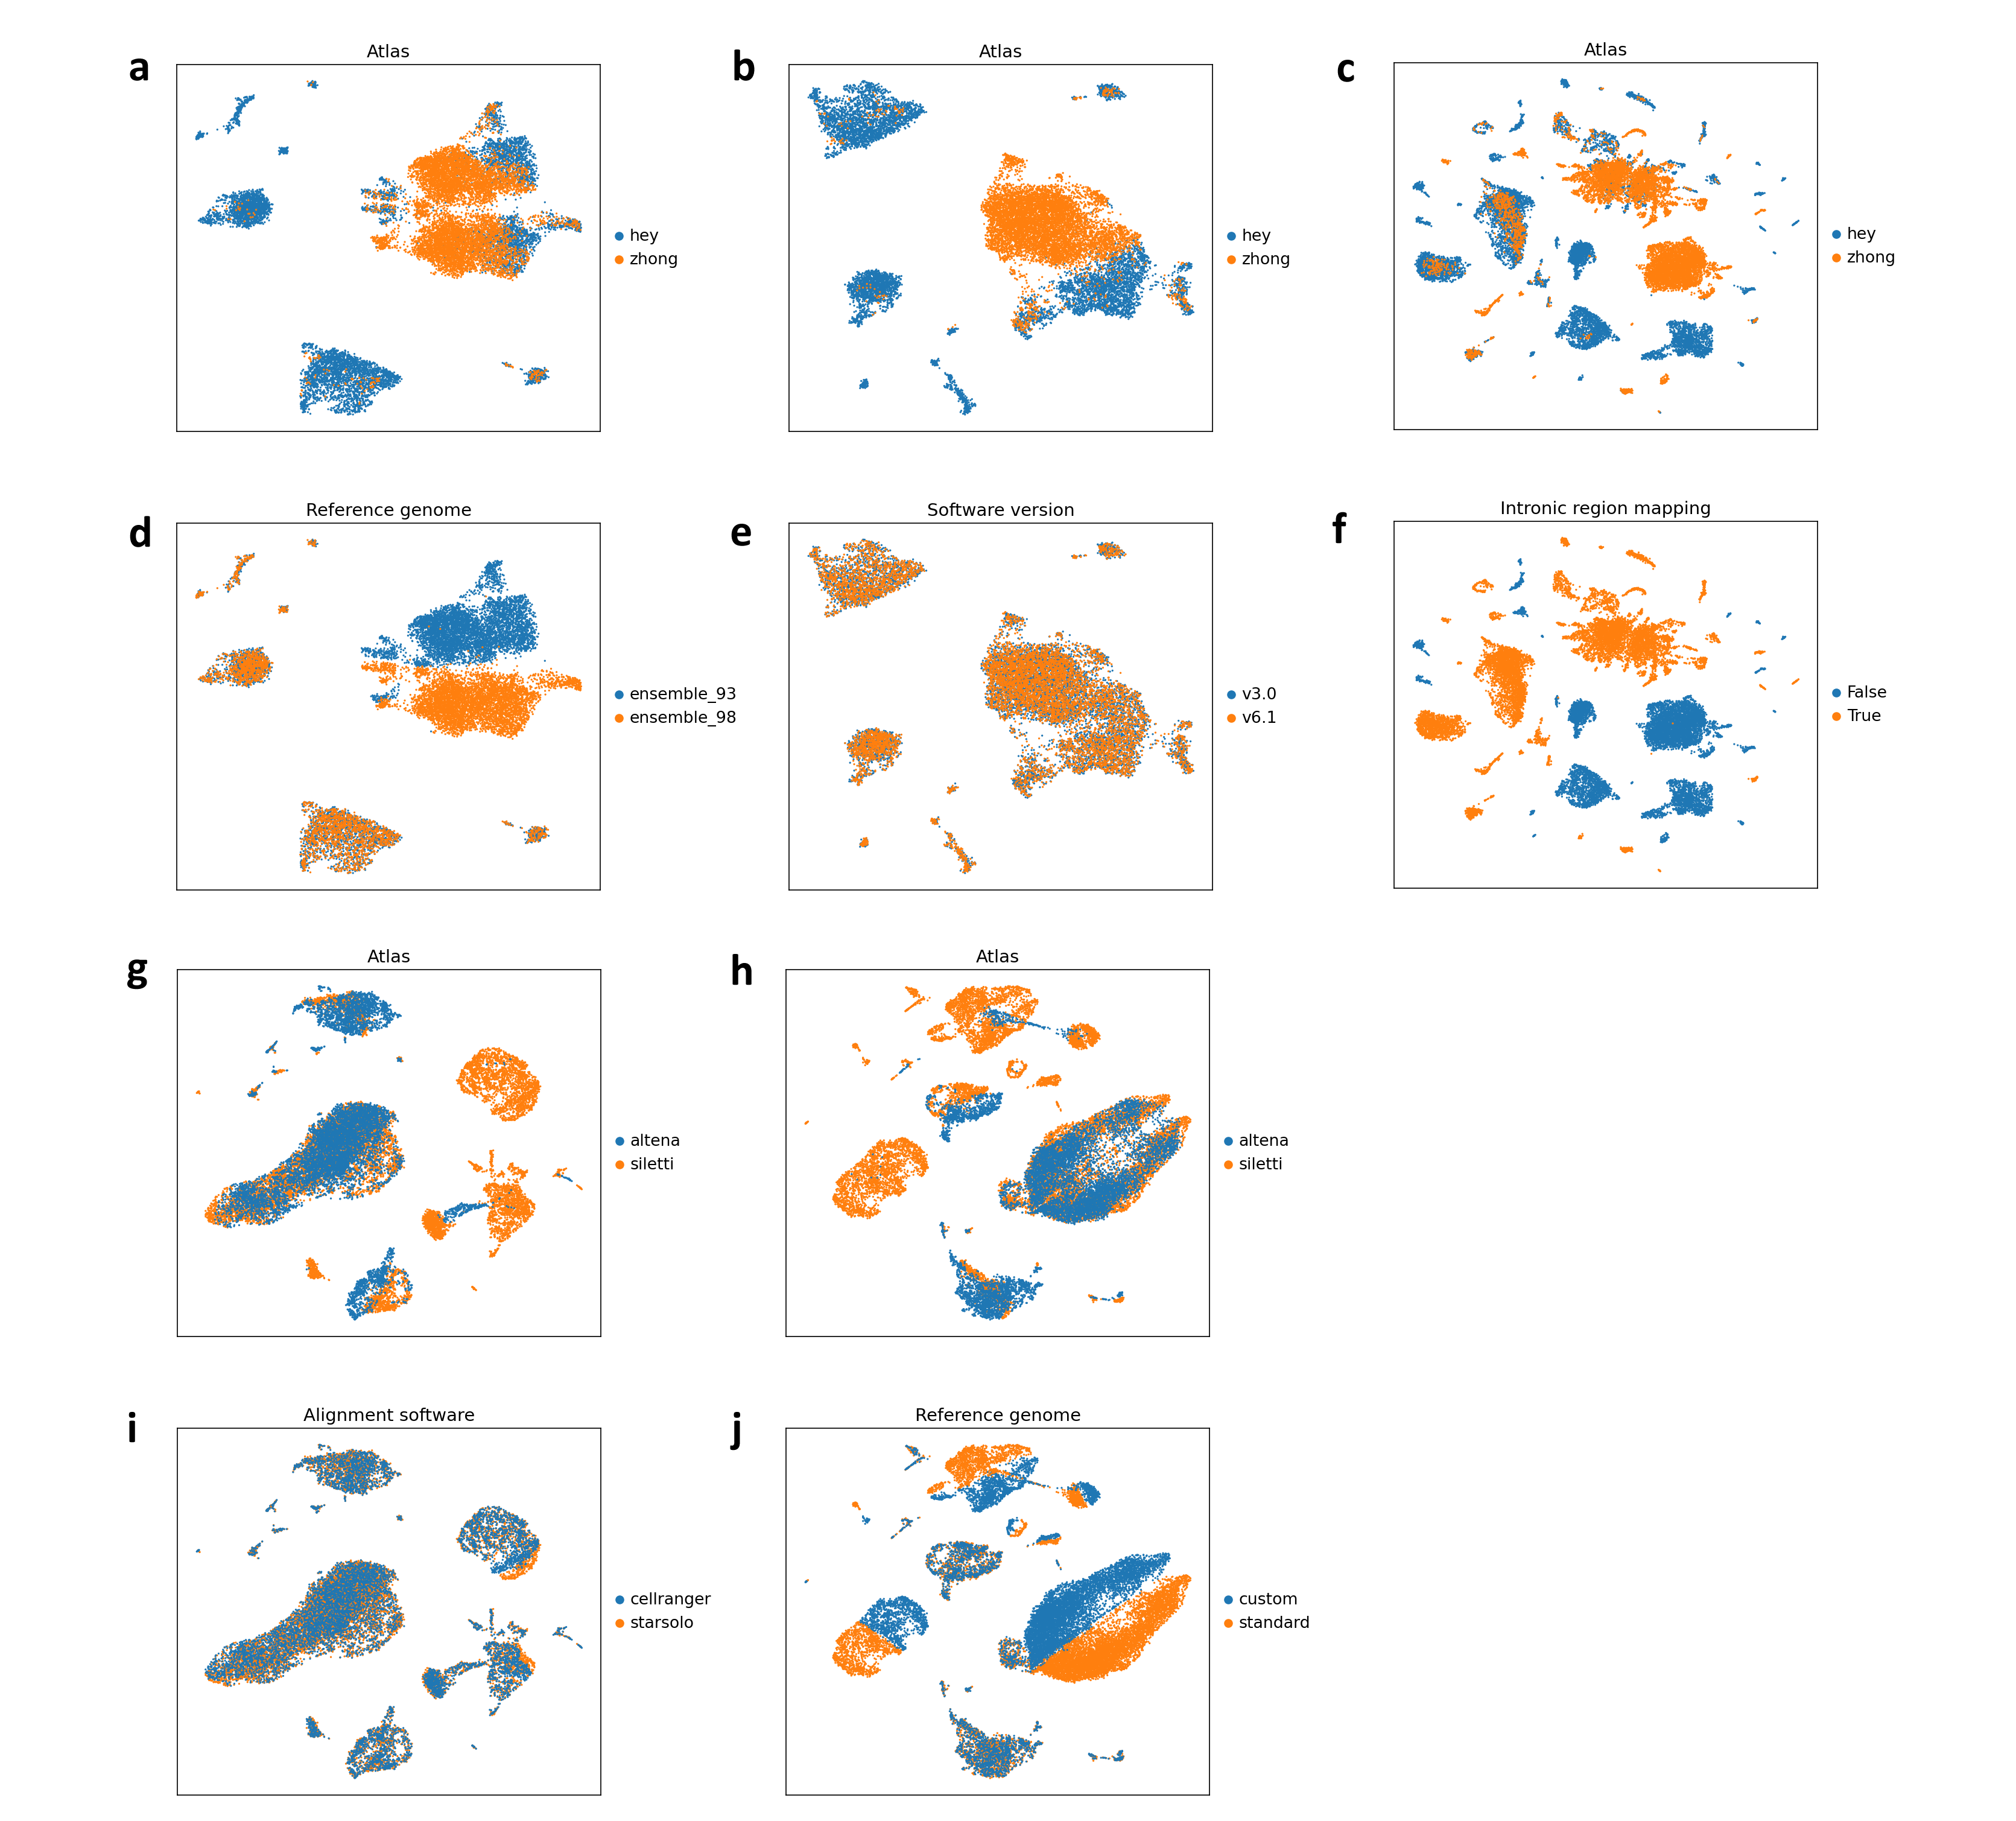 a
Atlas
hey
zhong
b
Atlas
hey
zhong
c
Atlas
hey
zhong
d
Reference genome
ensemble_93
ensemble_98
e
Software version
v3.0
v6.1
f
Intronic region mapping
False
True
g
Atlas
altena
siletti
h
Atlas
altena
siletti
i
Alignment software
cellranger
starsolo
j
Reference genome
custom
standard